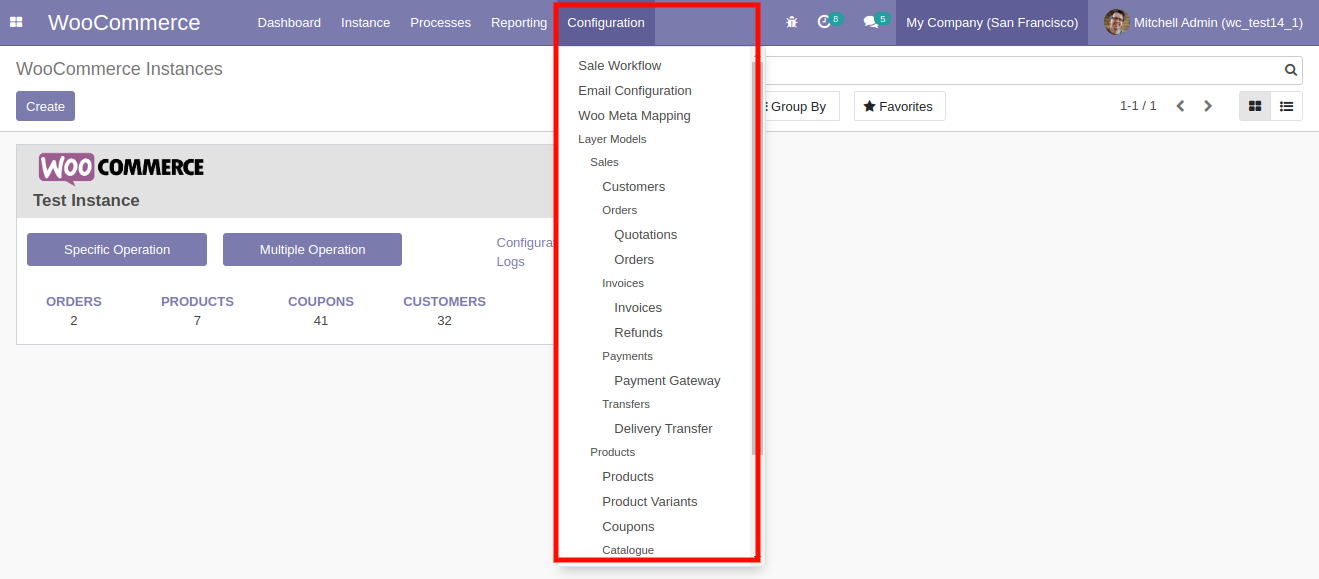 WooCommerce Dashboard Instance Processes Reporting Configuration 8 5 My Company (San Francisco) Mitchell Admin (wc_test14_1)
WooCommerce Instances
Create
Group By Favorites 1-1 / 1
WOO COMMERCE
Test Instance
Specific Operation Multiple Operation
Configurat
Logs
ORDERS PRODUCTS COUPONS CUSTOMERS
2 7 41 32
Sale Workflow
Email Configuration
Woo Meta Mapping
Layer Models
Sales
Customers
Orders
Quotations
Orders
Invoices
Invoices
Refunds
Payments
Payment Gateway
Transfers
Delivery Transfer
Products
Products
Product Variants
Coupons
Catalogue